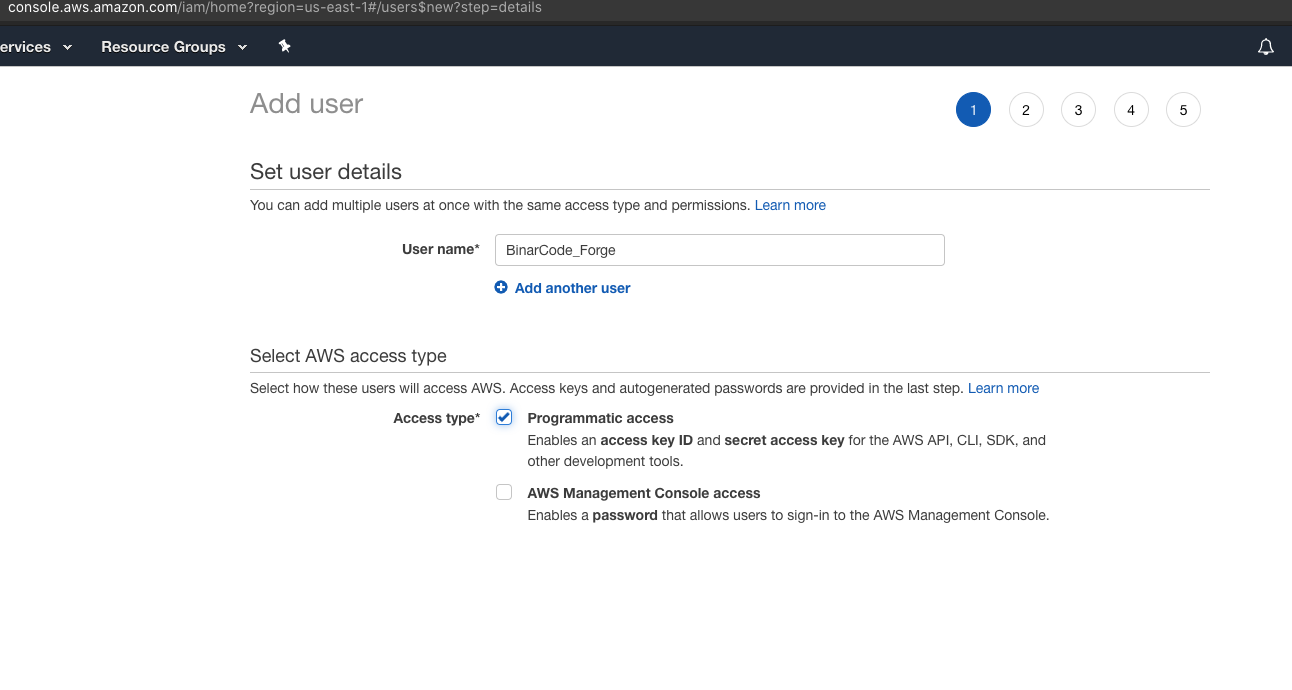 console.aws.amazon.com/iam/home?region=us-east-1#/users$new?step=details
ervices Resource Groups
Add user
1 2 3 4 5
Set user details
You can add multiple users at once with the same access type and permissions. Learn more
User name* BinarCode_Forge
Add another user
Select AWS access type
Select how these users will access AWS. Access keys and autogenerated passwords are provided in the last step. Learn more
Access type* Programmatic access
Enables an access key ID and secret access key for the AWS API, CLI, SDK, and
other development tools.
AWS Management Console access
Enables a password that allows users to sign-in to the AWS Management Console.